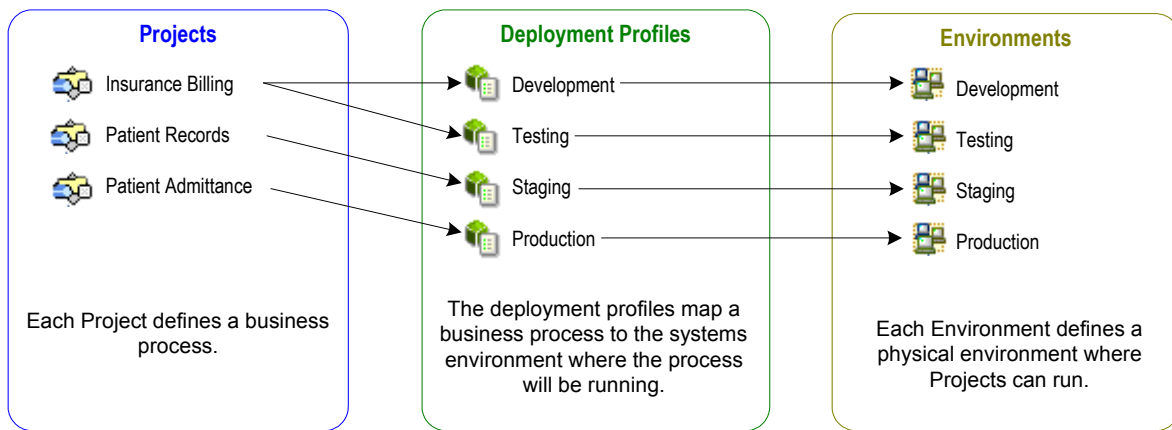 Projects
Insurance Billing
Patient Records
Patient Admittance
Each Project defines a business
process.
Deployment Profiles
Development
Testing
Staging
Production
The deployment profiles map a
business process to the systems
environment where the process
will be running.
Environments
Development
Testing
Staging
Production
Each Environment defines a
physical environment where
Projects can run.